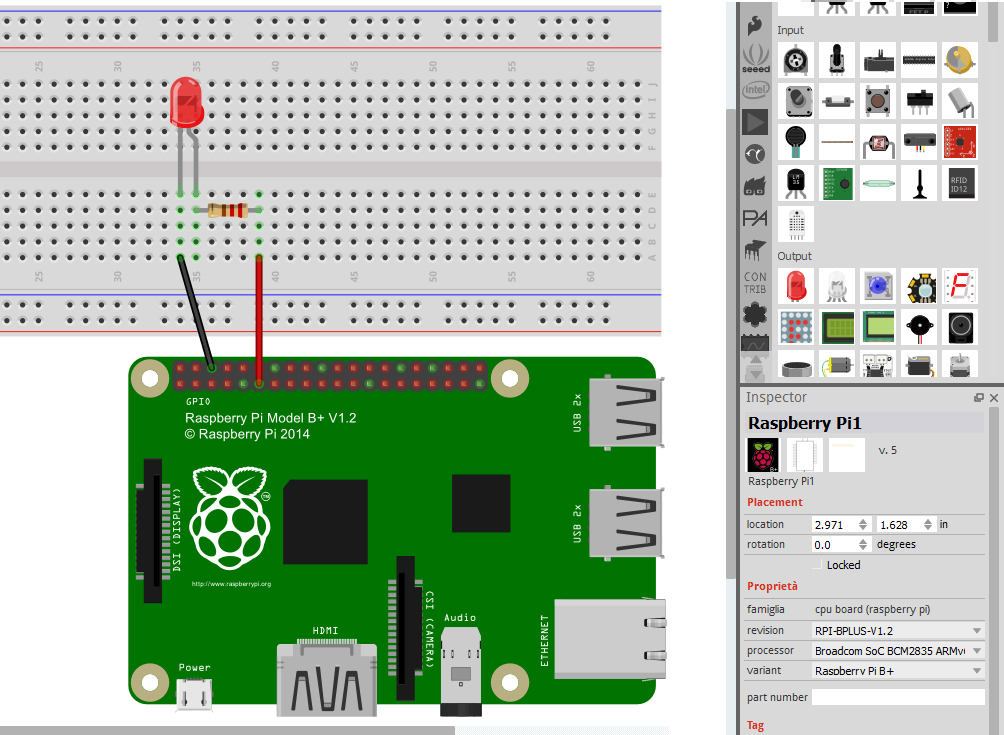 Input
25
30
35
40
45
50
55
60
J
I
H
G
F
seeed
intel
LM
35
RFID
ID12
E
D
C
B
A
PA
Output
25
30
35
40
45
50
55
60
CON
TRIB
GPIO
Raspberry Pi Model B+ V1.2
© Raspberry Pi 2014
USB 2x
DSI (DISPLAY)
TM
USB 2x
http://www.raspberrypi.org
CSI (CAMERA)
Audio
ETHERNET
HDMI
Power
Inspector
Raspberry Pi1
B+
v. 5
Raspberry Pi1
Placement
location 2.971 1.628 in
rotation 0.0 degrees
Locked
Proprietà
famiglia cpu board (raspberry pi)
revision RPI-BPLUS-V1.2
processor Broadcom SoC BCM2835 ARMv
variant Raspberry Pi B+
part number
Tag